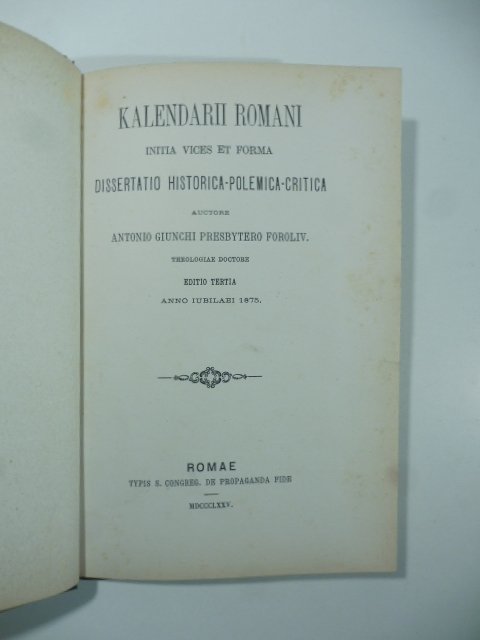 KALENDARII ROMANI
INITIA VICES ET FORMA
DISSERTATIO HISTORICA-POLEMICA-CRITICA
AUCTORE
ANTONIO GIUNCHI PRESBYTERO FOROLIV.
THEOLOGIAE DOCTORE
EDITIO TERTIA
ANNO IUBILAEI 1875.
ROMAE
TYPIS S. CONGREG. DE PROPAGANDA FIDE
MDCCCLXXV.